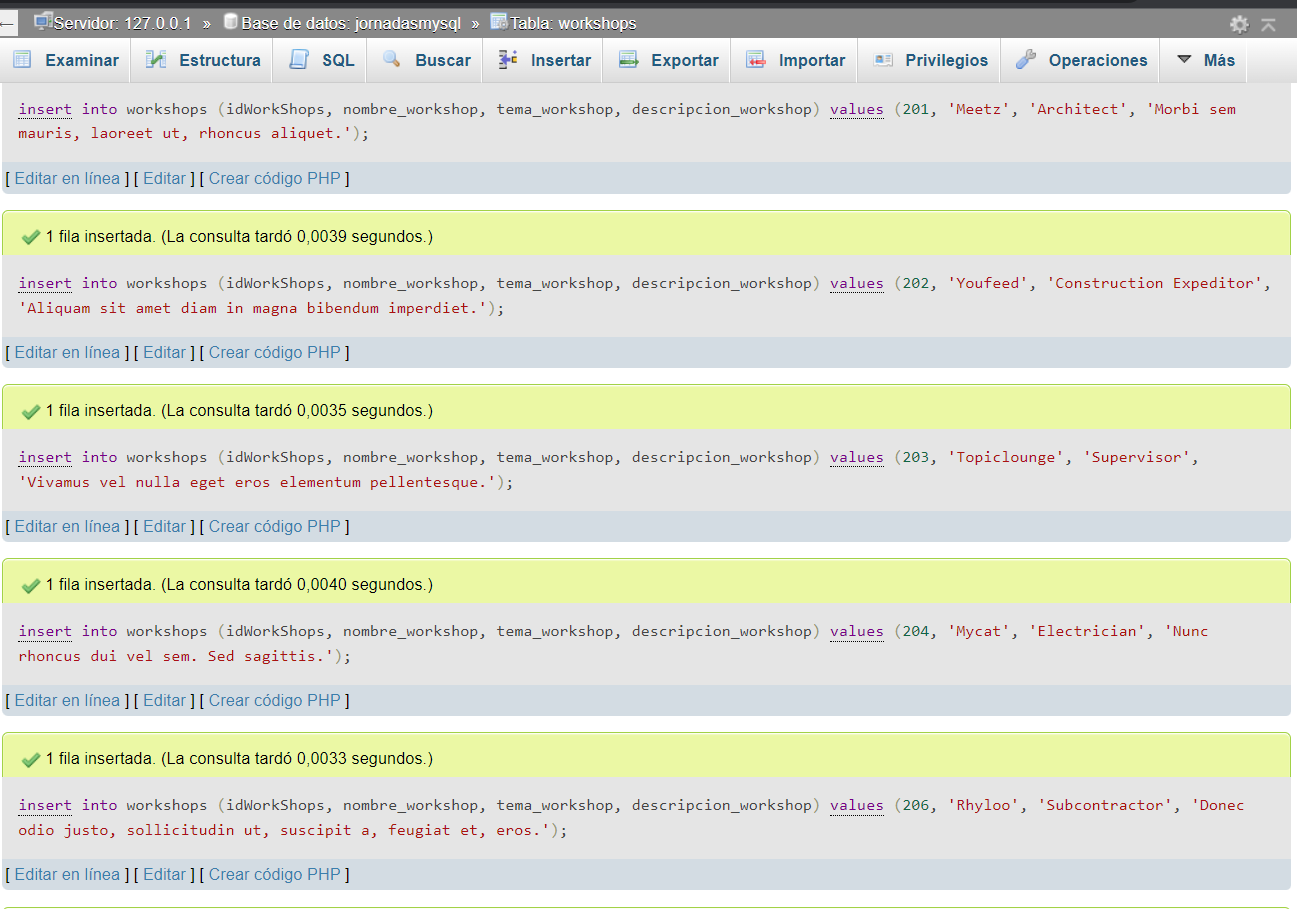 Servidor: 127.0.0.1 » Base de datos: jornadasmysql » Tabla: workshops
Examinar Estructura SQL Buscar Insertar Exportar Importar Privilegios Operaciones Más
insert into workshops (idWorkShops, nombre_workshop, tema_workshop, descripcion_workshop) values (201, 'Meetz', 'Architect', 'Morbi sem
mauris, laoreet ut, rhoncus aliquet.');
[ Editar en línea ] [ Editar ] [ Crear código PHP ]
1 fila insertada. (La consulta tardó 0,0039 segundos.)
insert into workshops (idWorkShops, nombre_workshop, tema_workshop, descripcion_workshop) values (202, 'Youfeed', 'Construction Expeditor',
'Aliquam sit amet diam in magna bibendum imperdiet.');
[ Editar en línea ] [ Editar ] [ Crear código PHP ]
1 fila insertada. (La consulta tardó 0,0035 segundos.)
insert into workshops (idWorkShops, nombre_workshop, tema_workshop, descripcion_workshop) values (203, 'Topiclounge', 'Supervisor',
'Vivamus vel nulla eget eros elementum pellentesque.');
[ Editar en línea ] [ Editar ] [ Crear código PHP ]
1 fila insertada. (La consulta tardó 0,0040 segundos.)
insert into workshops (idWorkShops, nombre_workshop, tema_workshop, descripcion_workshop) values (204, 'Mycat', 'Electrician', 'Nunc
rhoncus dui vel sem. Sed sagittis.');
[ Editar en línea ] [ Editar ] [ Crear código PHP ]
1 fila insertada. (La consulta tardó 0,0033 segundos.)
insert into workshops (idWorkShops, nombre_workshop, tema_workshop, descripcion_workshop) values (206, 'Rhyloo', 'Subcontractor', 'Donec
odio justo, sollicitudin ut, suscipit a, feugiat et, eros.');
[ Editar en línea ] [ Editar ] [ Crear código PHP ]